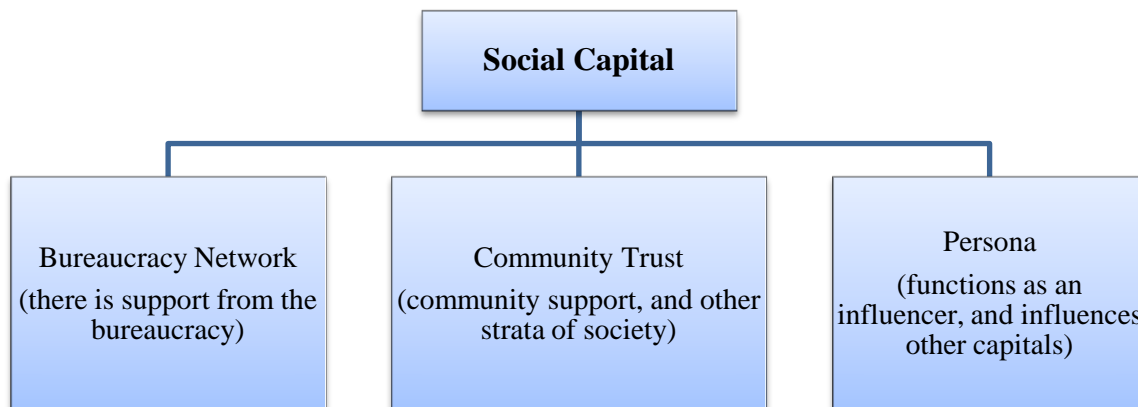 Social Capital
Bureaucracy Network
(there is support from the
bureaucracy)
Community Trust
(community support, and other
strata of society)
Persona
(functions as an
influencer, and influences
other capitals)